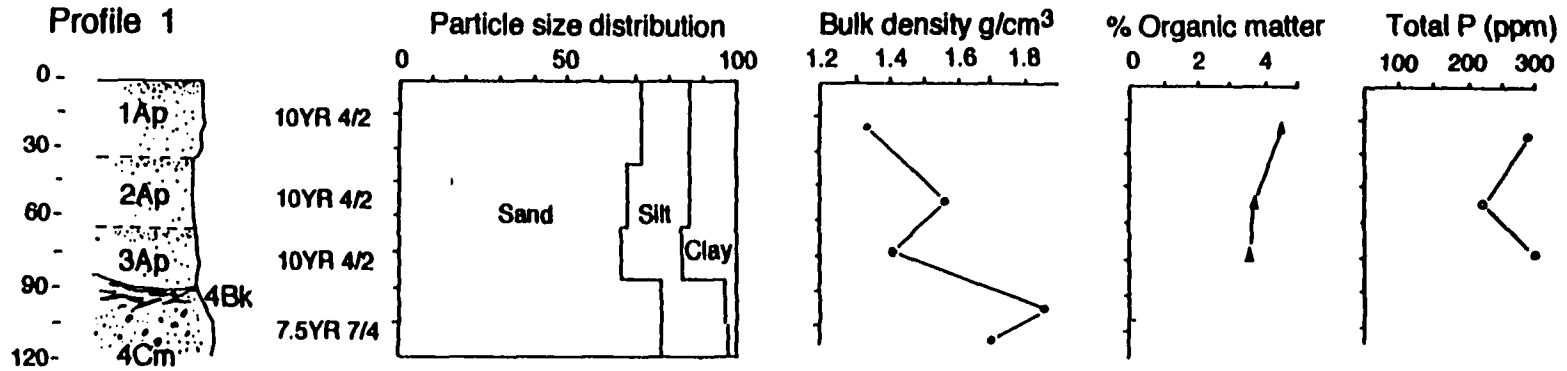 Profile 1
0
30
60
90
120
1Ap
2Ap
3Ap
4Bk
4Cm
10YR 4/2
10YR 4/2
10YR 4/2
7.5YR 7/4
Particle size distribution
0 50 100
Sand Silt Clay
Bulk density g/cm³
1.2 1.4 1.6 1.8
% Organic matter
0 2 4
Total P (ppm)
100 200 300